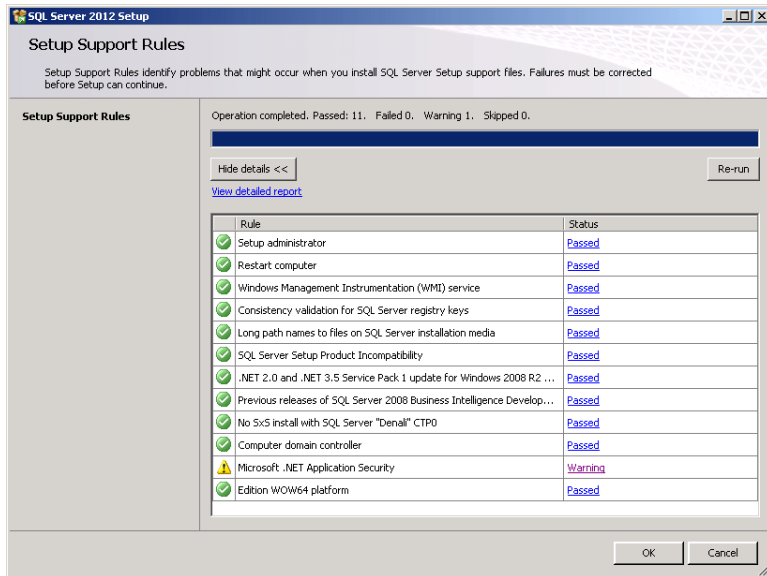 SQL Server 2012 Setup
Setup Support Rules
Setup Support Rules identify problems that might occur when you install SQL Server Setup support files. Failures must be corrected
before Setup can continue.
Setup Support Rules
Operation completed. Passed: 11. Failed 0. Warning 1. Skipped 0.
Hide details <<
Re-run
View detailed report
Rule Status
Setup administrator Passed
Restart computer Passed
Windows Management Instrumentation (WMI) service Passed
Consistency validation for SQL Server registry keys Passed
Long path names to files on SQL Server installation media Passed
SQL Server Setup Product Incompatibility Passed
.NET 2.0 and .NET 3.5 Service Pack 1 update for Windows 2008 R2 ... Passed
Previous releases of SQL Server 2008 Business Intelligence Develop... Passed
No SxS install with SQL Server "Denali" CTP0 Passed
Computer domain controller Passed
Microsoft .NET Application Security Warning
Edition WOW64 platform Passed
OK Cancel